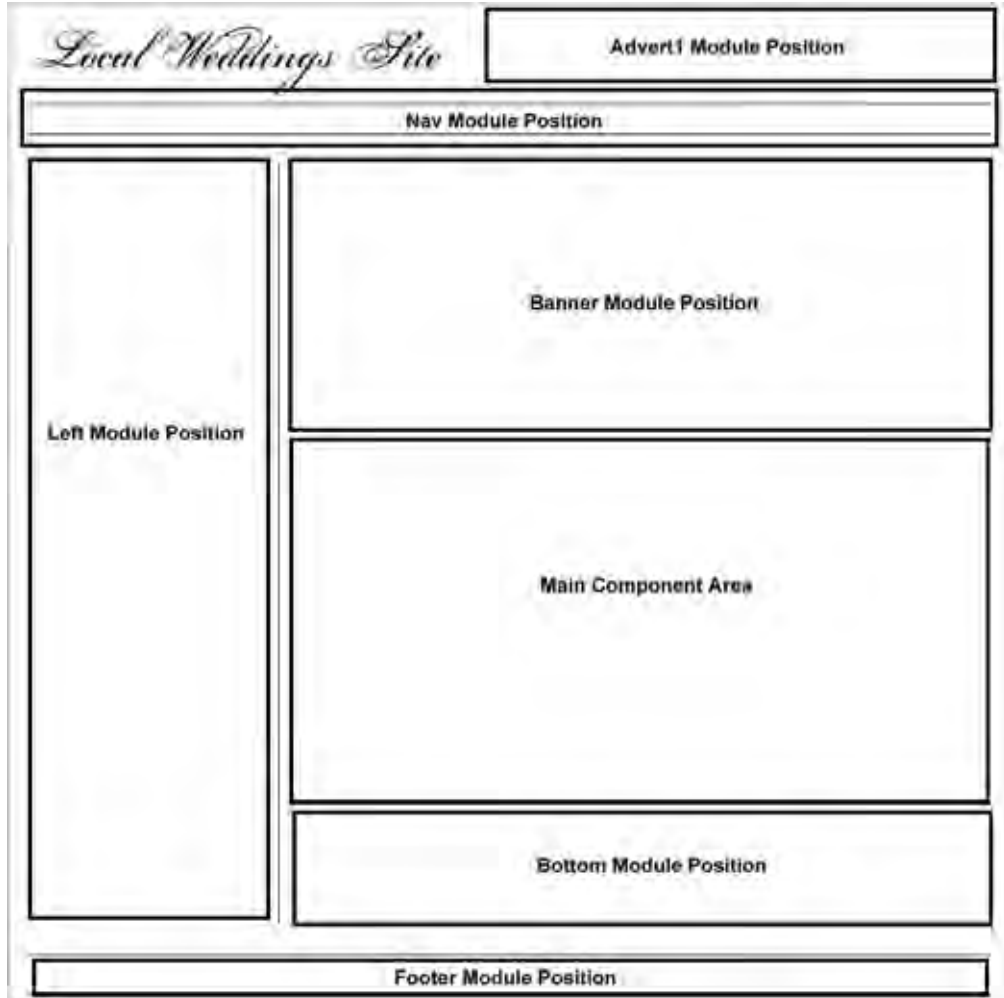 Local Weddings Site
Advert1 Module Position
Nav Module Position
Banner Module Position
Left Module Position
Main Component Area
Bottom Module Position
Footer Module Position